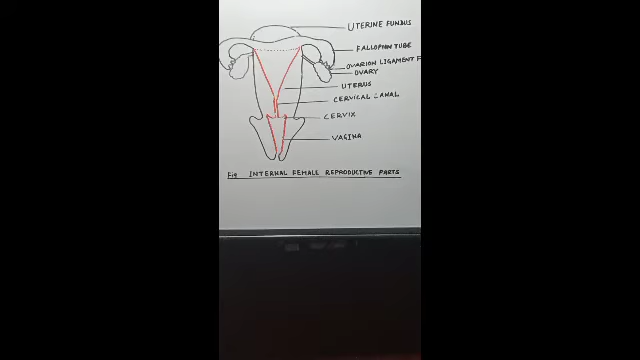 UTERINE FUNDUS
FALLOPIAN TUBE
OVARION LIGAMENT F
OVARY
UTERUS
CERVICAL CANAL
CERVIX
VAGINA
Fig INTERNAL FEMALE REPRODUCTIVE PARTS